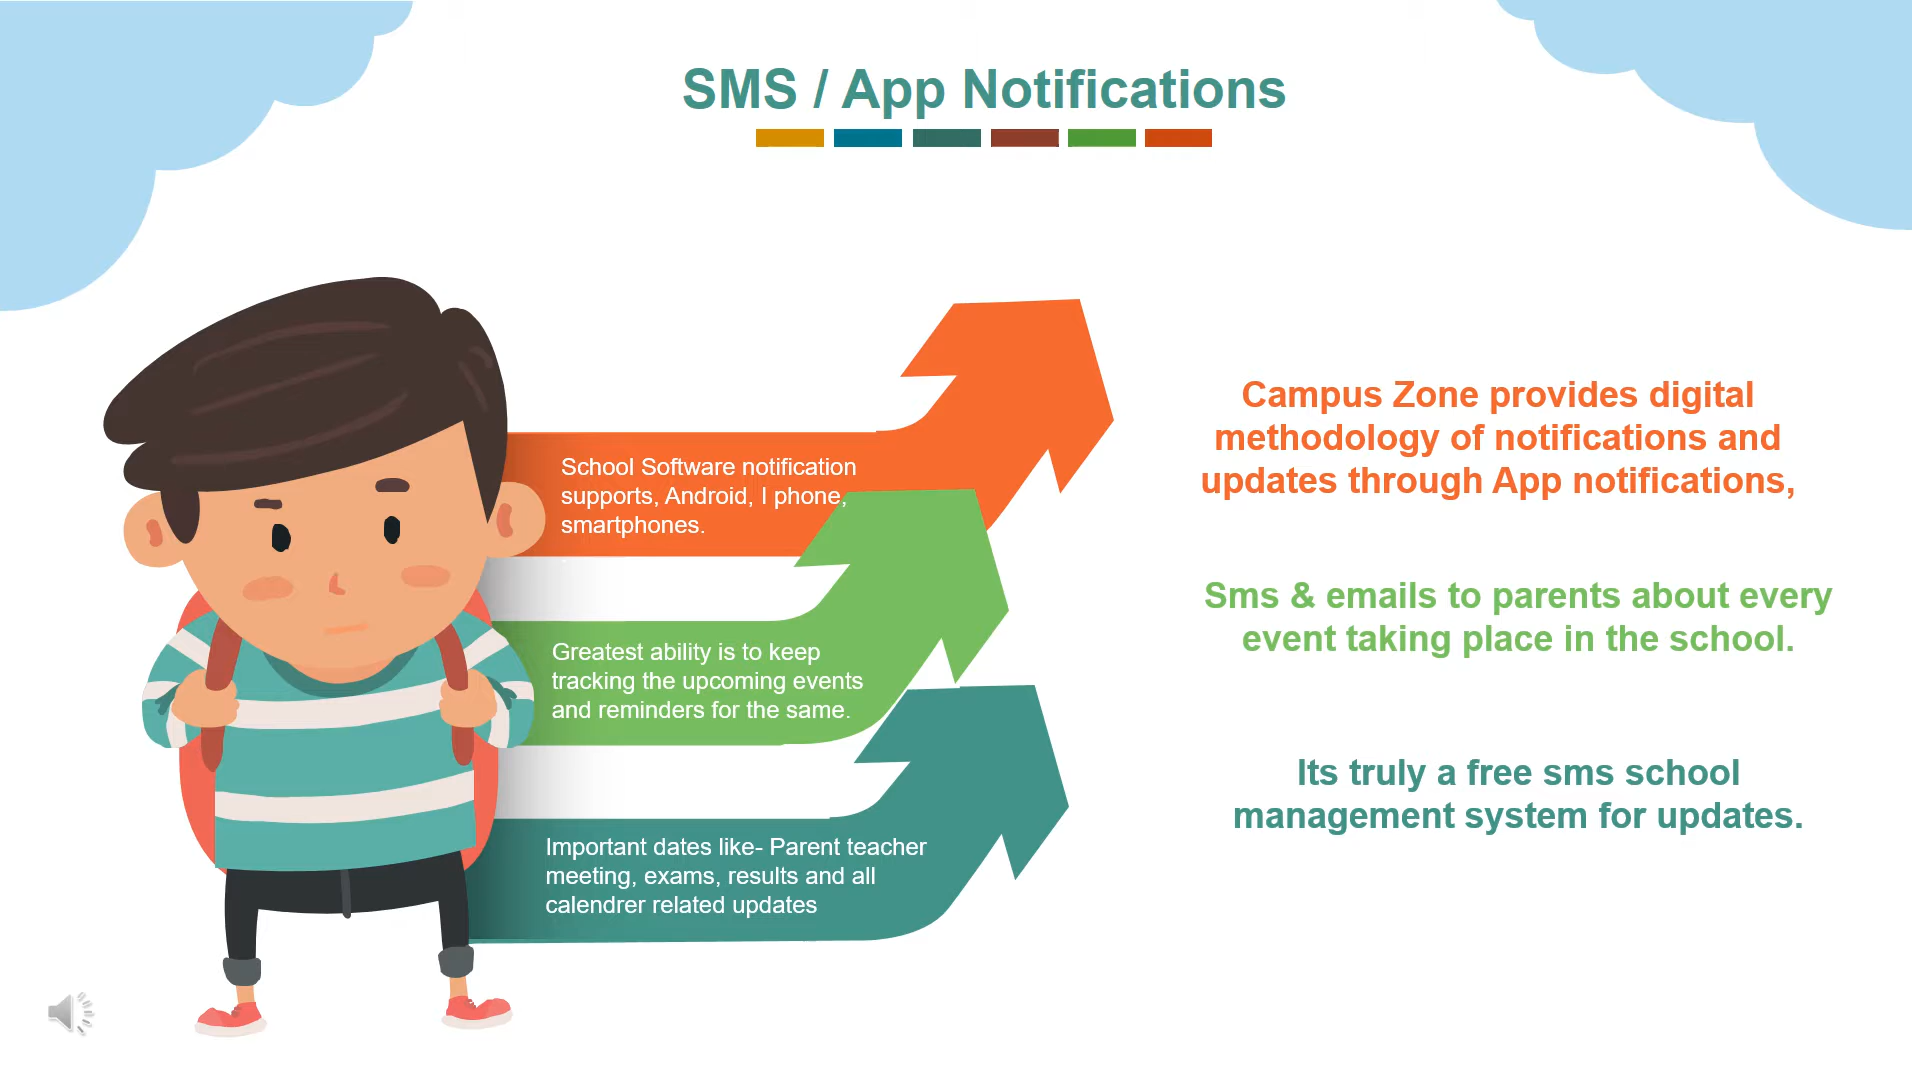 SMS / App Notifications
School Software notification
supports, Android, I phone,
smartphones.
Greatest ability is to keep
tracking the upcoming events
and reminders for the same.
Important dates like- Parent teacher
meeting, exams, results and all
calendrer related updates
Campus Zone provides digital
methodology of notifications and
updates through App notifications,
Sms & emails to parents about every
event taking place in the school.
Its truly a free sms school
management system for updates.